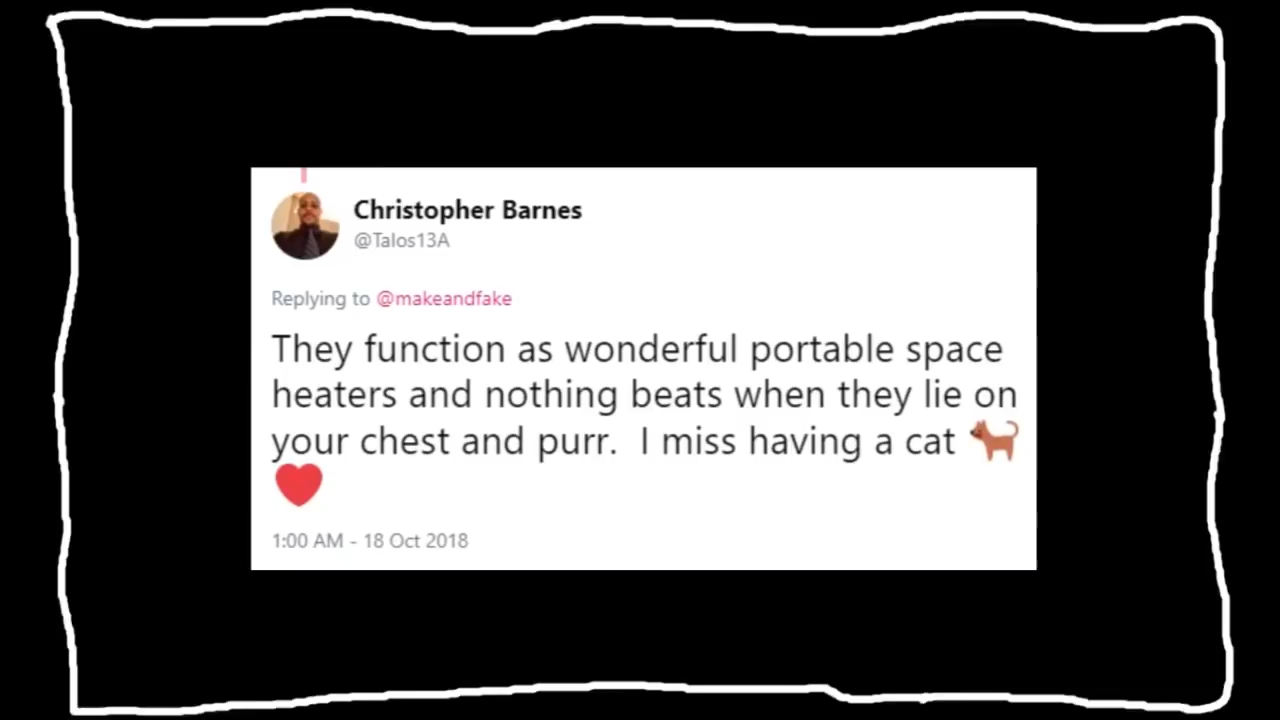 Christopher Barnes
@Talos13A
Replying to @makeandfake
They function as wonderful portable space
heaters and nothing beats when they lie on
your chest and purr.  I miss having a cat 🐕
❤️
1:00 AM - 18 Oct 2018